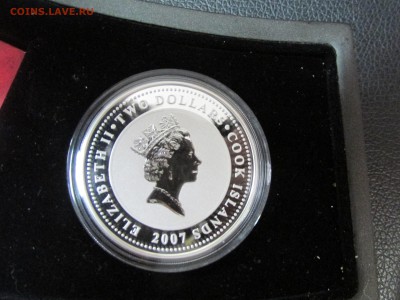 COINS.LAVE.RU
ELIZABETH II • TWO DOLLARS • COOK ISLANDS
2007